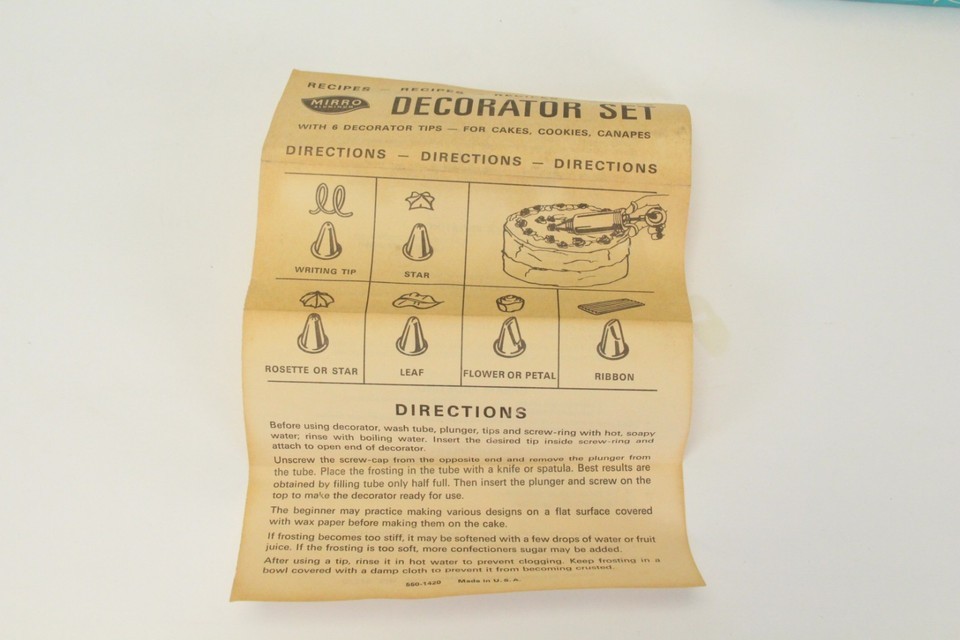 RECIPES — RECIPES — RECIPES
MIRRO
ALUMINUM
DECORATOR SET
WITH 6 DECORATOR TIPS — FOR CAKES, COOKIES, CANAPES
DIRECTIONS — DIRECTIONS — DIRECTIONS
WRITING TIP
STAR
ROSETTE OR STAR
LEAF
FLOWER OR PETAL
RIBBON
DIRECTIONS
Before using decorator, wash tube, plunger, tips and screw-ring with hot, soapy
water; rinse with boiling water. Insert the desired tip inside screw-ring and
attach to open end of decorator.
Unscrew the screw-cap from the opposite end and remove the plunger from
the tube. Place the frosting in the tube with a knife or spatula. Best results are
obtained by filling tube only half full. Then insert the plunger and screw on the
top to make the decorator ready for use.
The beginner may practice making various designs on a flat surface covered
with wax paper before making them on the cake.
If frosting becomes too stiff, it may be softened with a few drops of water or fruit
juice. If the frosting is too soft, more confectioners sugar may be added.
After using a tip, rinse it in hot water to prevent clogging. Keep frosting in a
bowl covered with a damp cloth to prevent it from becoming crusted.
550-1420 Made in U.S.A.